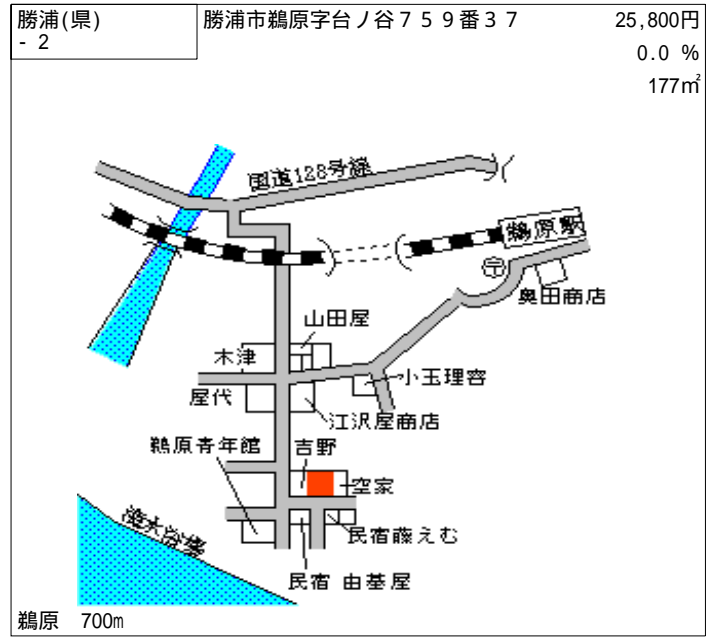 勝浦(県)
- 2
勝浦市鵜原字台ノ谷７５９番３７
25,800円
0.0 %
177㎡
国道128号線
鵜原駅
〒
奥田商店
山田屋
木津
小玉理容
屋代
江沢屋商店
鵜原青年館
吉野
空家
海水浴場
民宿藤えむ
民宿 由基屋
鵜原 700m